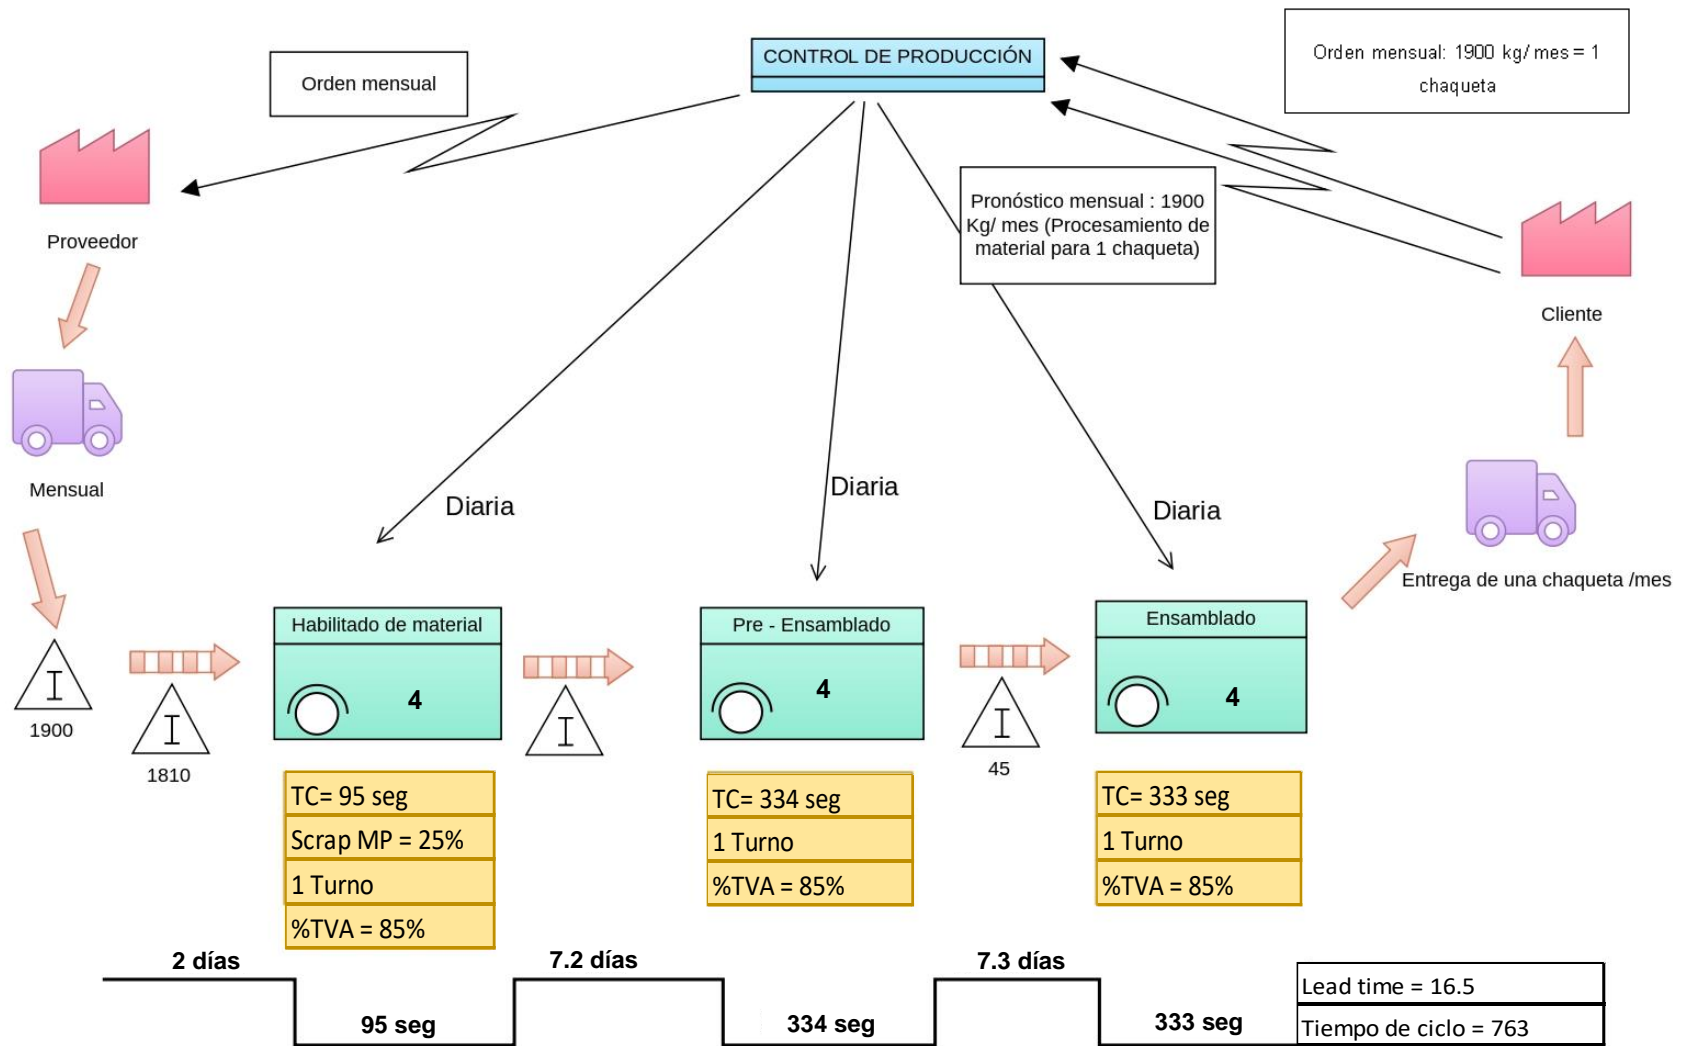 CONTROL DE PRODUCCIÓN
Orden mensual
Orden mensual: 1900 kg/ mes = 1
chaqueta
Pronóstico mensual : 1900
Kg/ mes (Procesamiento de
material para 1 chaqueta)
Proveedor
Cliente
Mensual
Diaria
Diaria
Diaria
Entrega de una chaqueta /mes
I
1900
I
1810
Habilitado de material
4
I
Pre - Ensamblado
4
I
45
Ensamblado
4
TC= 95 seg
Scrap MP = 25%
1 Turno
%TVA = 85%
TC= 334 seg
1 Turno
%TVA = 85%
TC= 333 seg
1 Turno
%TVA = 85%
2 días
95 seg
7.2 días
334 seg
7.3 días
333 seg
Lead time = 16.5
Tiempo de ciclo = 763